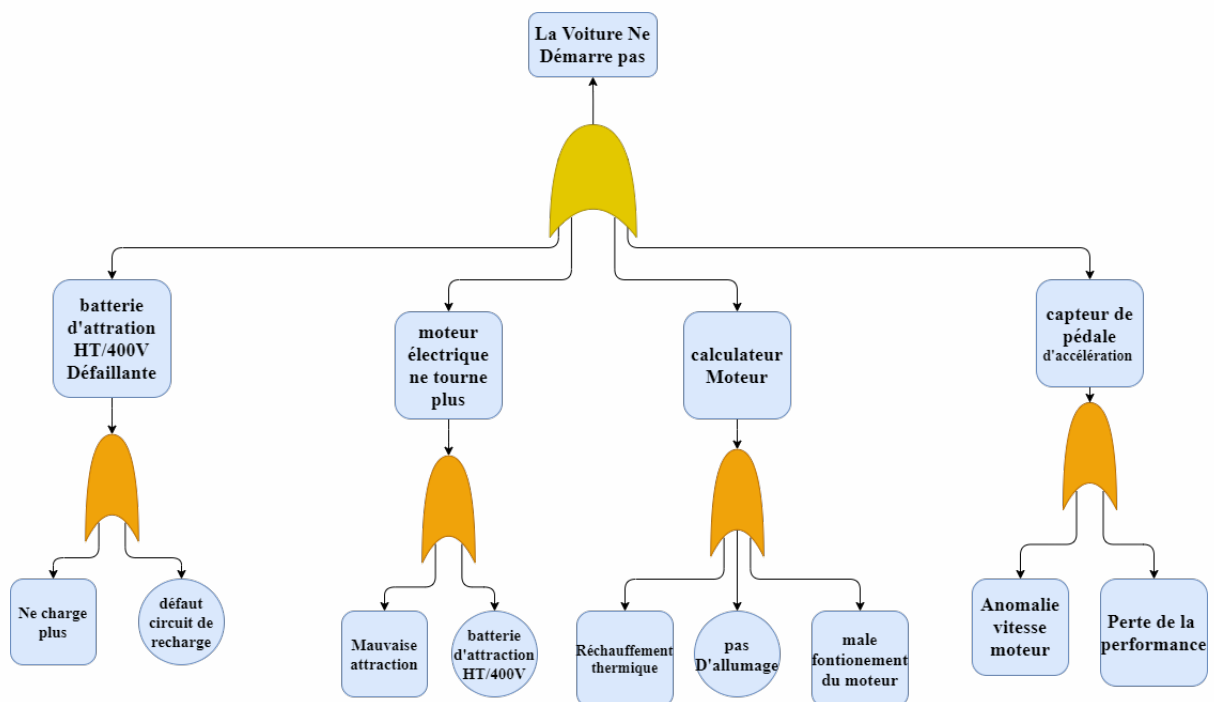 La Voiture Ne
Démarre pas
batterie
d'attration
HT/400V
Défaillante
moteur
électrique
ne tourne
plus
calculateur
Moteur
capteur de
pédale
d'accélération
Ne charge
plus
défaut
circuit de
recharge
Mauvaise
attraction
batterie
d'attraction
HT/400V
Réchauffement
thermique
pas
D'allumage
male
fontionement
du moteur
Anomalie
vitesse
moteur
Perte de la
performance